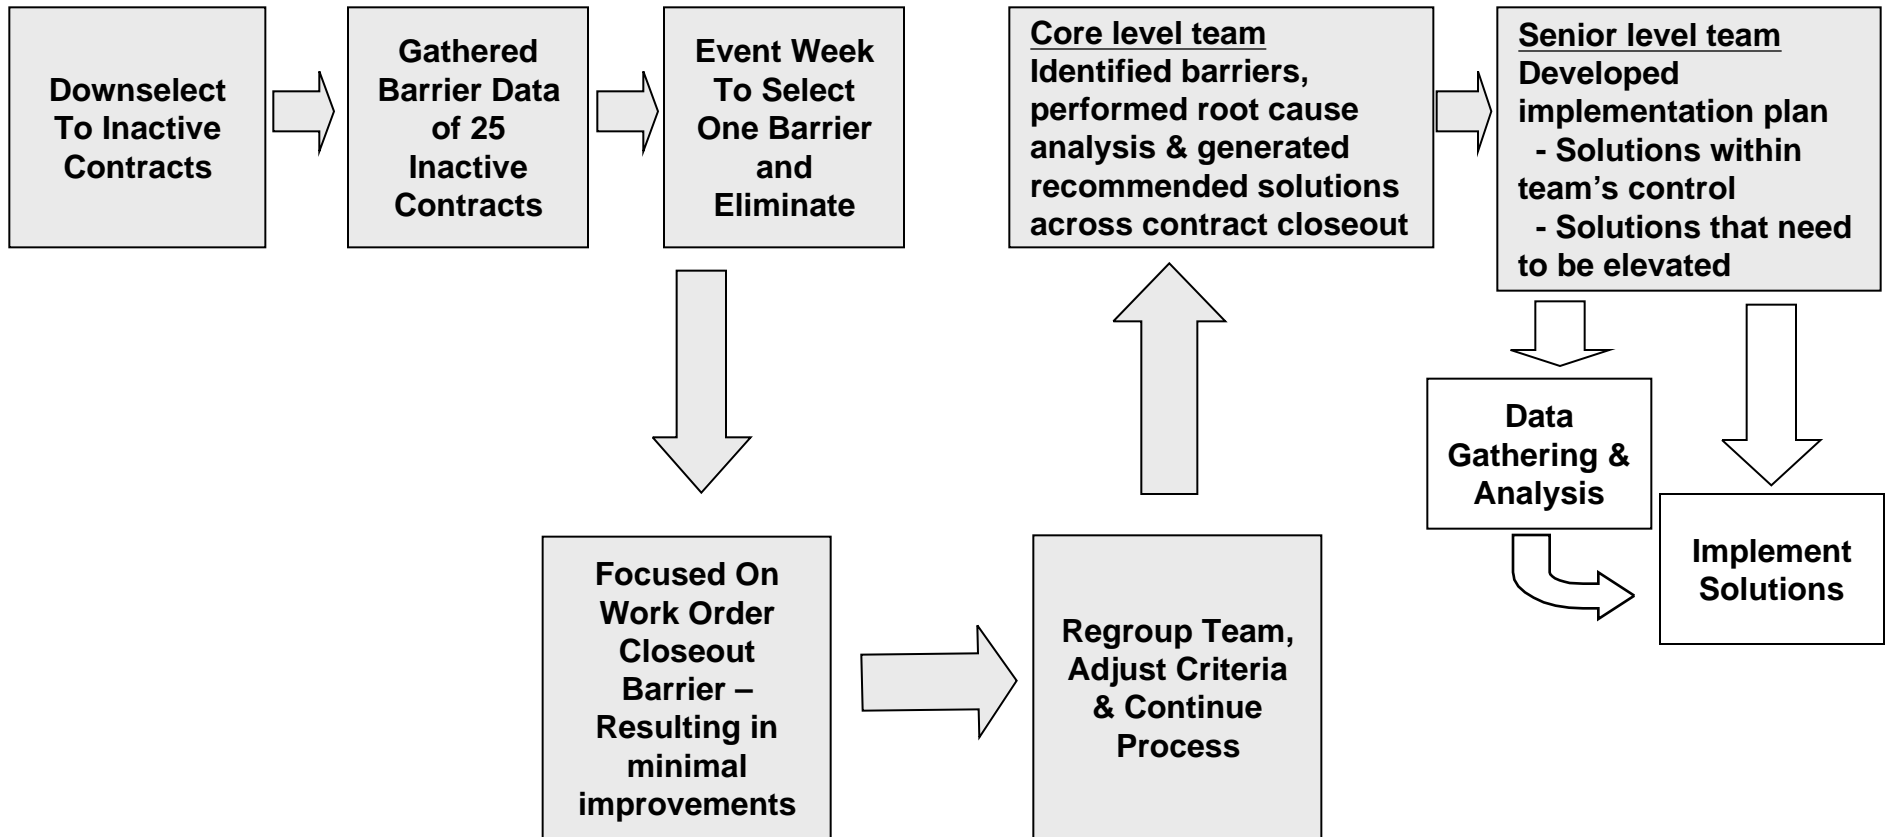 Downselect
To Inactive
Contracts
Gathered
Barrier Data
of 25
Inactive
Contracts
Event Week
To Select
One Barrier
and
Eliminate
Focused On
Work Order
Closeout
Barrier –
Resulting in
minimal
improvements
Regroup Team,
Adjust Criteria
& Continue
Process
Core level team
Identified barriers,
performed root cause
analysis & generated
recommended solutions
across contract closeout
Senior level team
Developed
implementation plan
- Solutions within
team’s control
- Solutions that need
to be elevated
Data
Gathering &
Analysis
Implement
Solutions